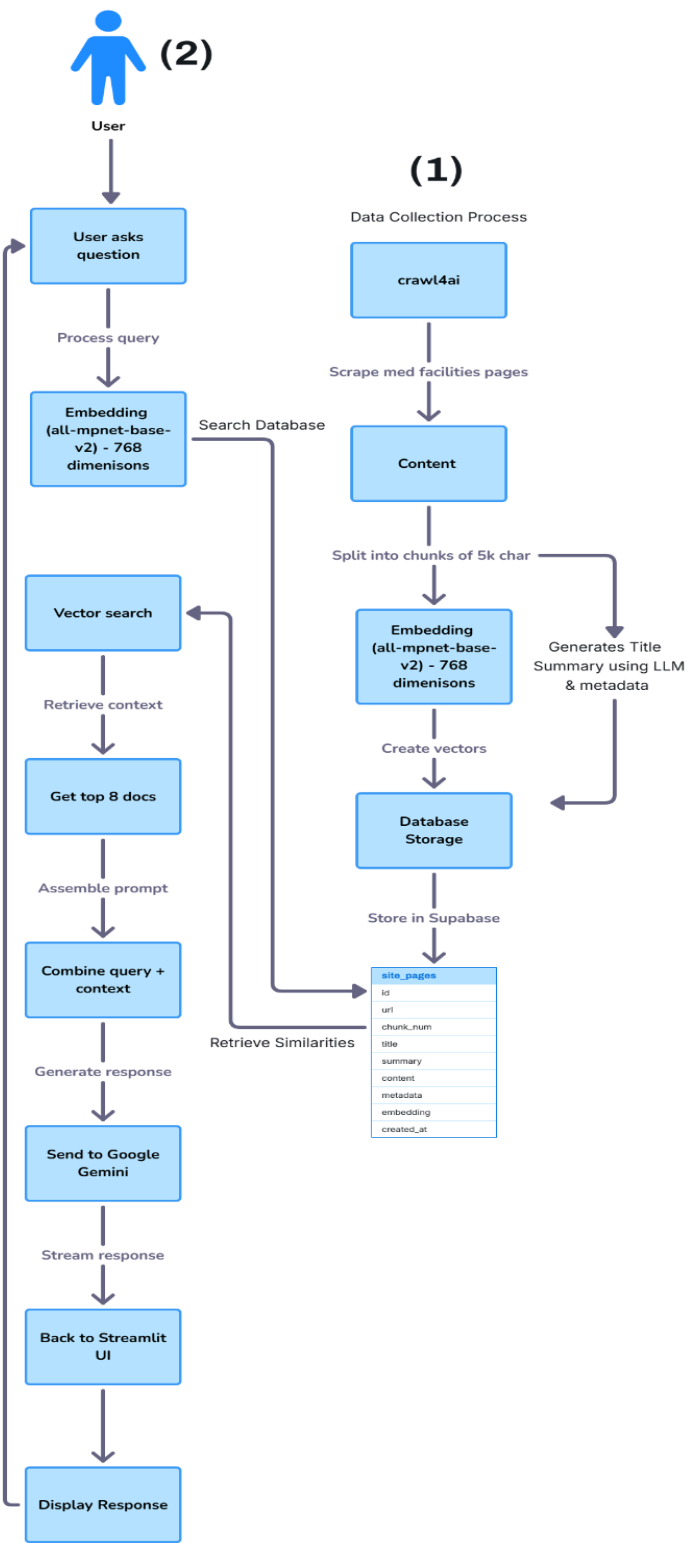 (2)
User
User asks
question
Process query
Embedding
(all-mpnet-base-
v2) - 768
dimenisons
Search Database
Vector search
Retrieve context
Get top 8 docs
Assemble prompt
Combine query +
context
Generate response
Send to Google
Gemini
Stream response
Back to Streamlit
UI
Display Response
(1)
Data Collection Process
crawl4ai
Scrape med facilities pages
Content
Split into chunks of 5k char
Generates Title
Summary using LLM
& metadata
Embedding
(all-mpnet-base-
v2) - 768
dimenisons
Create vectors
Database
Storage
Store in Supabase
site_pages
id
url
chunk_num
title
summary
content
metadata
embedding
created_at
Retrieve Similarities